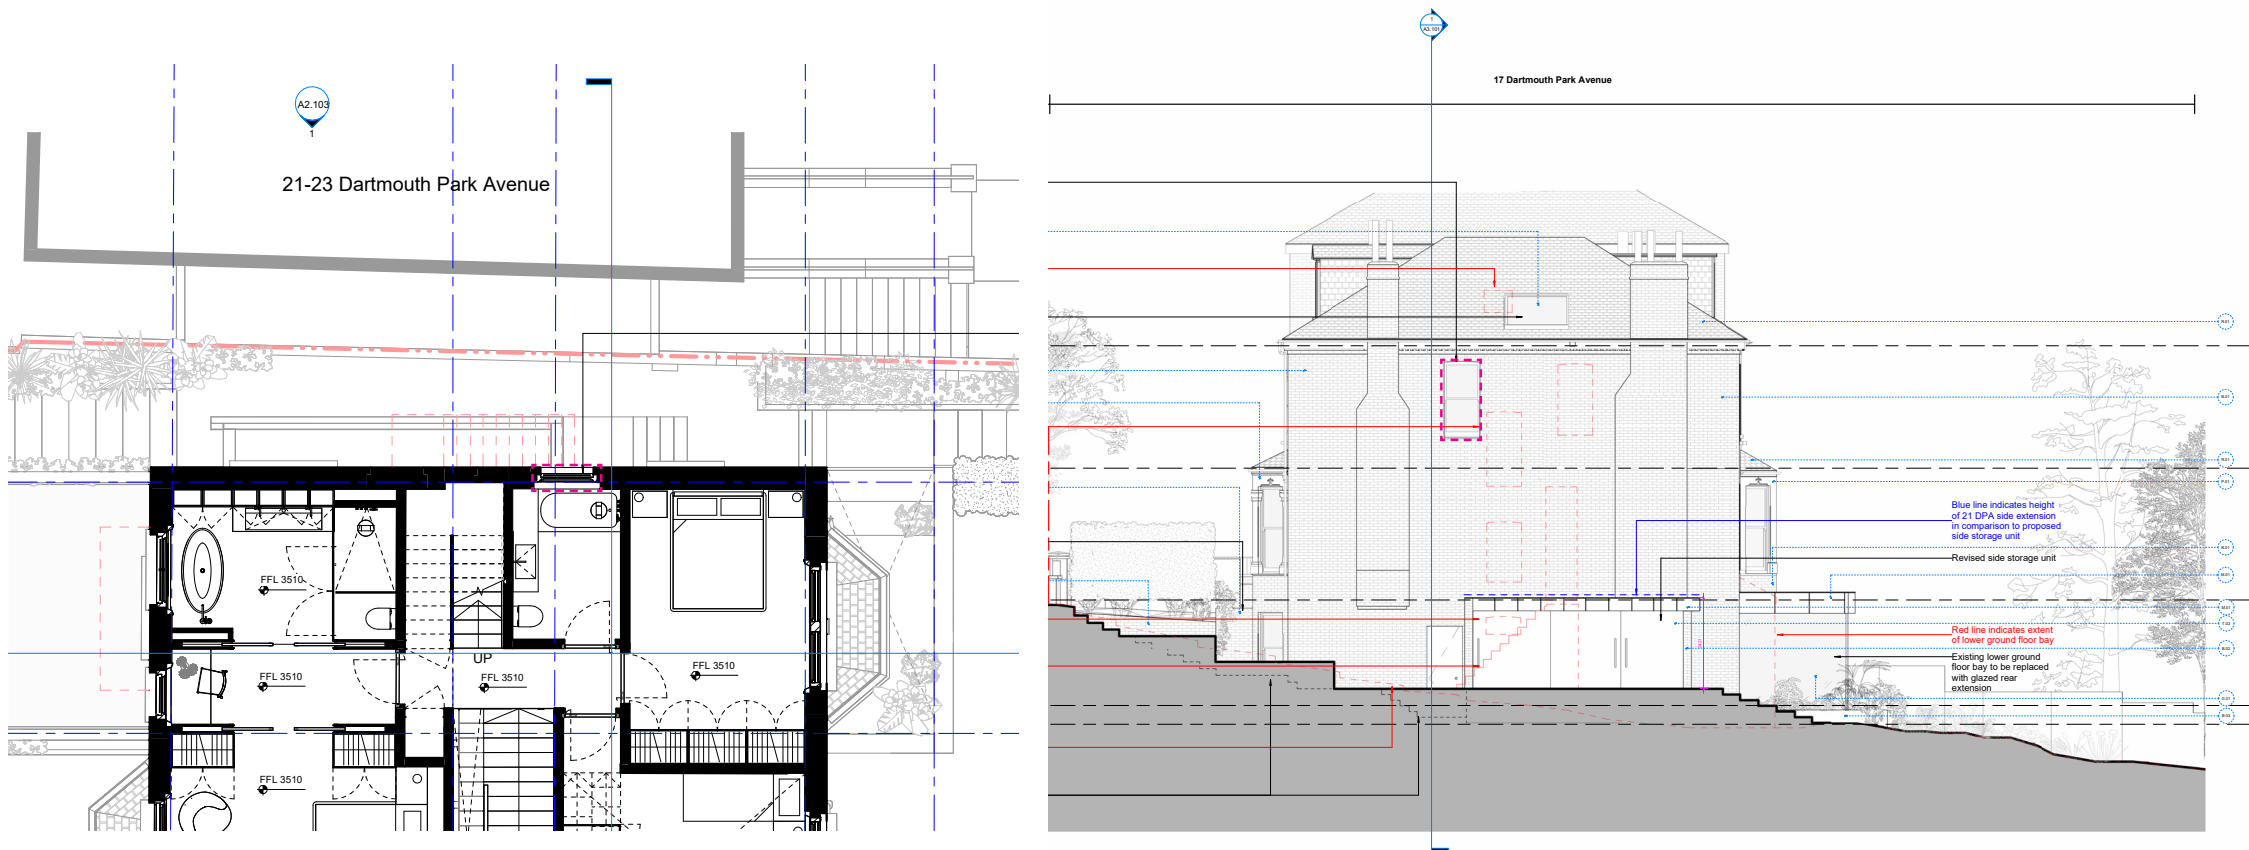 A2.103
1
21-23 Dartmouth Park Avenue
FFL 3510
UP
FFL 3510
FFL 3510
FFL 3510
FFL 3510
1
A3.101
17 Dartmouth Park Avenue
Blue line indicates height
of 21 DPA side extension
in comparison to proposed
side storage unit
Revised side storage unit
Red line indicates extent
of lower ground floor bay
Existing lower ground
floor bay to be replaced
with glazed rear
extension